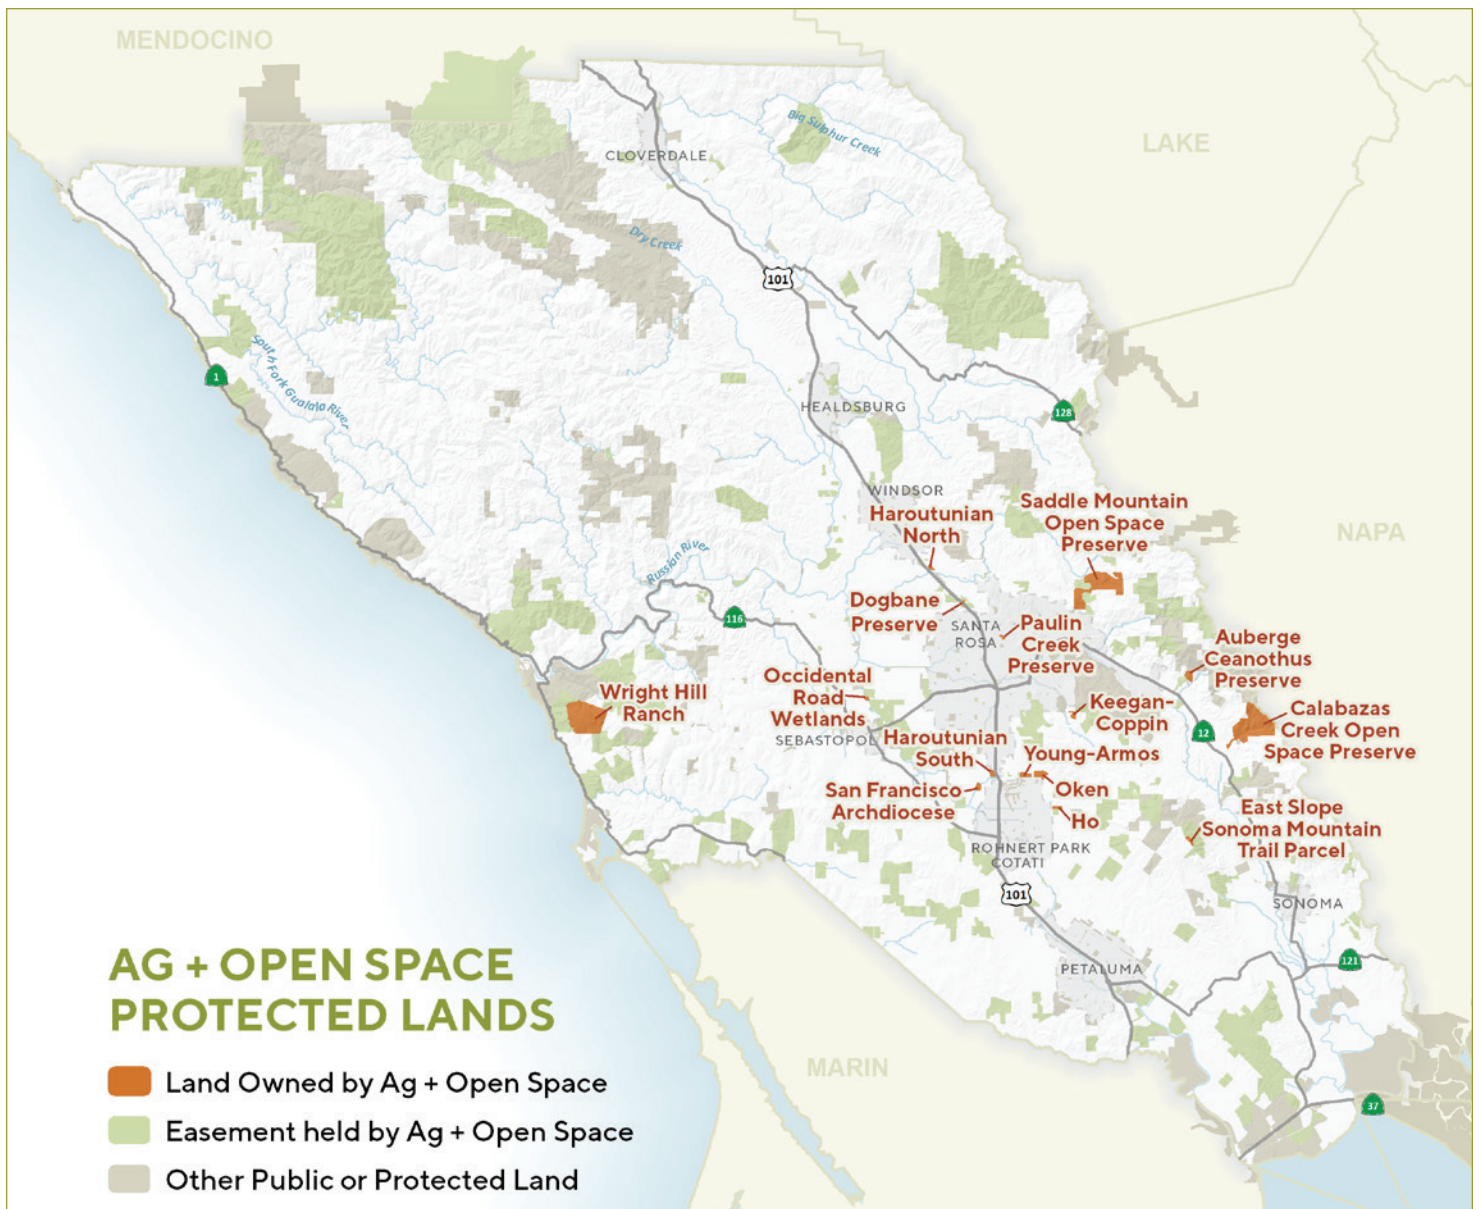 MENDOCINO
LAKE
Big Sulphur Creek
CLOVERDALE
Dry Creek
101
South Fork Gualala River
1
128
HEALDSBURG
WINDSOR
Haroutunian
North
Saddle Mountain
Open Space
Preserve
NAPA
Russian River
116
Dogbane
Preserve
SANTA
ROSA
Paulin
Creek
Preserve
Auberge
Ceanothus
Preserve
Wright Hill
Ranch
Occidental
Road
Wetlands
SEBASTOPOL
Keegan-
Coppin
12
Calabazas
Creek Open
Space Preserve
Haroutunian
South
Young-Armos
San Francisco
Archdiocese
Oken
Ho
East Slope
Sonoma Mountain
Trail Parcel
ROHNERT PARK
COTATI
101
SONOMA
PETALUMA
121
MARIN
37
AG + OPEN SPACE
PROTECTED LANDS
Land Owned by Ag + Open Space
Easement held by Ag + Open Space
Other Public or Protected Land